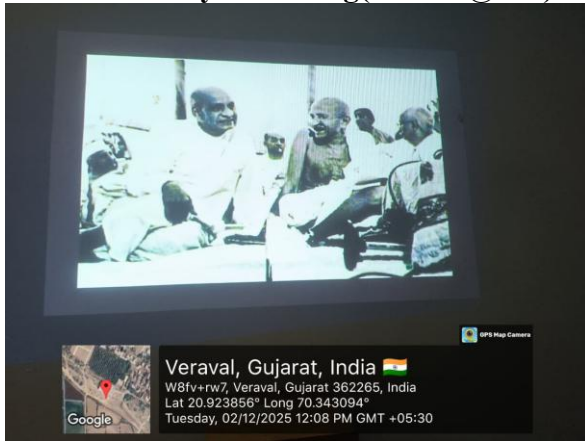 GPS Map Camera
Veraval, Gujarat, India
W8fv+rw7, Veraval, Gujarat 362265, India
Lat 20.923856° Long 70.343094°
Tuesday, 02/12/2025 12:08 PM GMT +05:30
Google